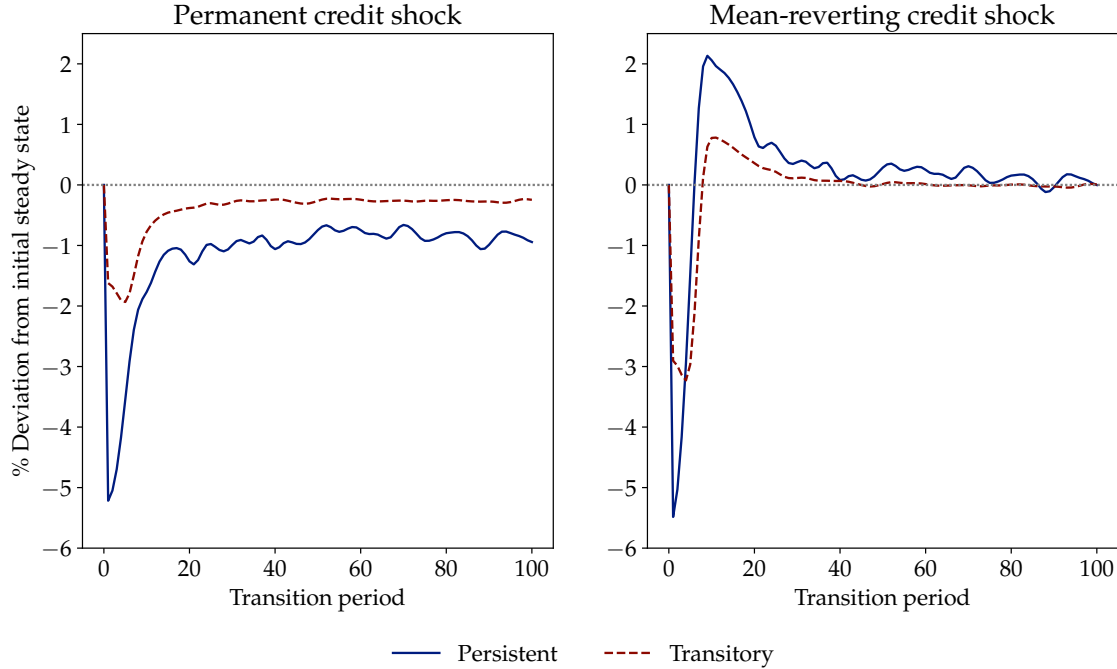 Permanent credit shock
Mean-reverting credit shock
% Deviation from initial steady state
2
1
0
−1
−2
−3
−4
−5
−6
0 20 40 60 80 100
Transition period
2
1
0
−1
−2
−3
−4
−5
−6
0 20 40 60 80 100
Transition period
Persistent
Transitory